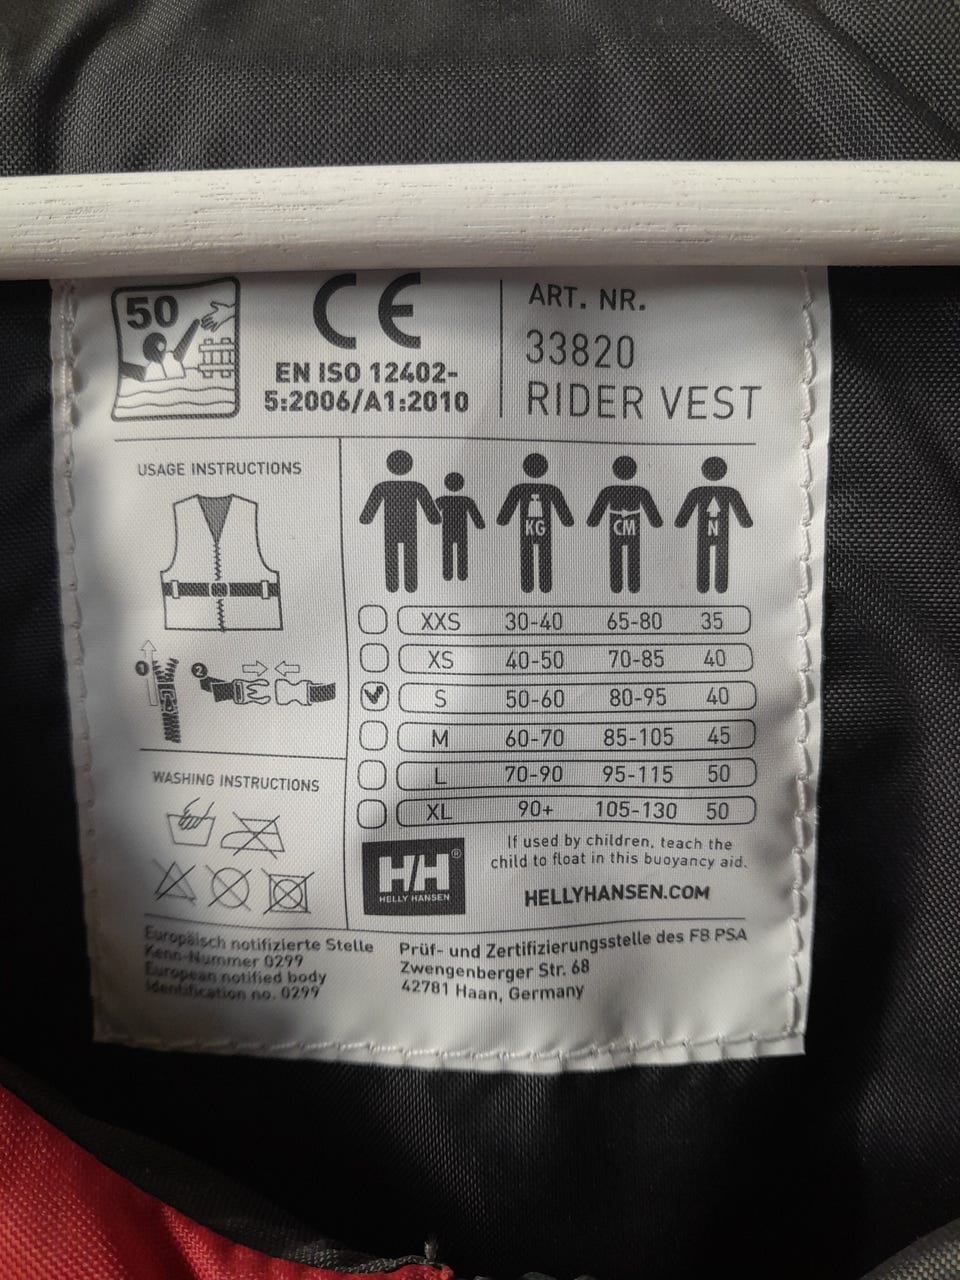 50
CE
EN ISO 12402-
5:2006/A1:2010
ART. NR.
33820
RIDER VEST
USAGE INSTRUCTIONS
1
2
KG CM N
XXS 30-40 65-80 35
XS 40-50 70-85 40
S 50-60 80-95 40
M 60-70 85-105 45
L 70-90 95-115 50
XL 90+ 105-130 50
WASHING INSTRUCTIONS
H/H®
HELLY HANSEN
If used by children, teach the
child to float in this buoyancy aid.
HELLYHANSEN.COM
Europäisch notifizierte Stelle
Kenn-Nummer 0299
European notified body
Identification no. 0299
Prüf- und Zertifizierungsstelle des FB PSA
Zwengenberger Str. 68
42781 Haan, Germany